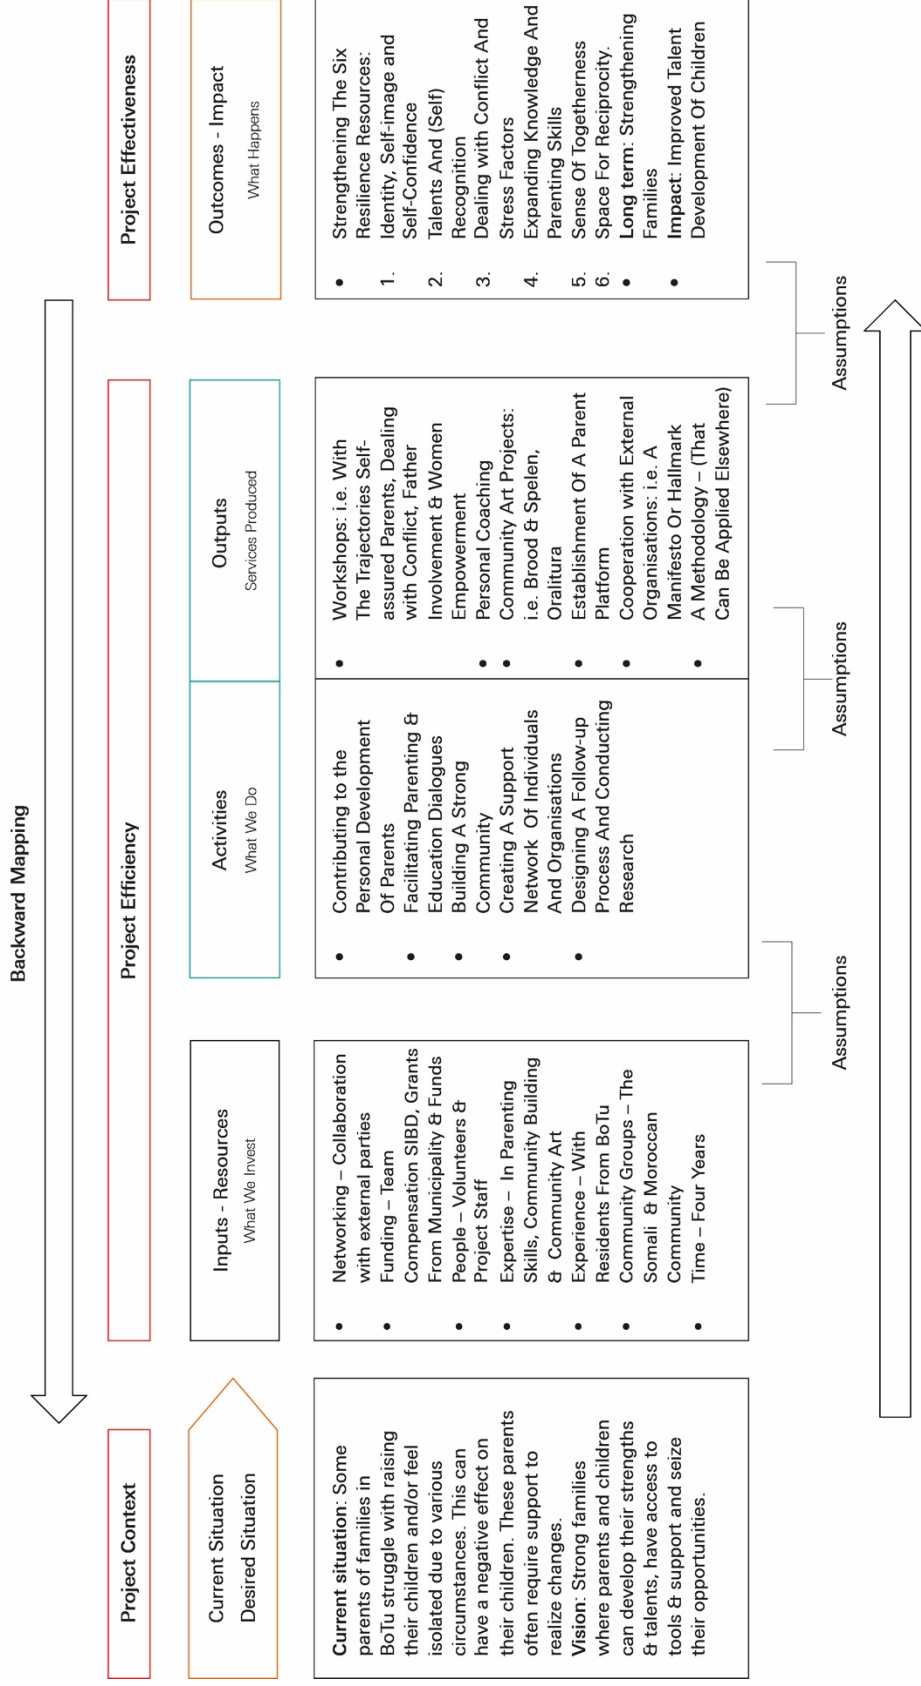 Backward Mapping
Project Context
Project Efficiency
Project Effectiveness
Current Situation
Desired Situation
Inputs - Resources
What We Invest
Activities
What We Do
Outputs
Services Produced
Outcomes - Impact
What Happens
Current situation: Some
parents of families in
BoTu struggle with raising
their children and/or feel
isolated due to various
circumstances. This can
have a negative effect on
their children. These parents
often require support to
realize changes.
Vision: Strong families
where parents and children
can develop their strengths
& talents, have access to
tools & support and seize
their opportunities.
• Networking – Collaboration
with external parties
• Funding – Team
Compensation SIBD, Grants
From Municipality & Funds
• People – Volunteers &
Project Staff
• Expertise – In Parenting
Skills, Community Building
& Community Art
• Experience – With
Residents From BoTu
• Community Groups – The
Somali & Moroccan
Community
• Time – Four Years
• Contributing to the
Personal Development
Of Parents
• Facilitating Parenting &
Education Dialogues
• Building A Strong
Community
• Creating A Support
Network Of Individuals
And Organisations
• Designing A Follow-up
Process And Conducting
Research
• Workshops: i.e. With
The Trajectories Self-
assured Parents, Dealing
with Conflict, Father
Involvement & Women
Empowerment
• Personal Coaching
• Community Art Projects:
i.e. Brood & Spelen,
Oralitura
• Establishment Of A Parent
Platform
• Cooperation with External
Organisations: i.e. A
Manifesto Or Hallmark
• A Methodology – (That
Can Be Applied Elsewhere)
• Strengthening The Six
Resilience Resources:
1. Identity, Self-image and
Self-Confidence
2. Talents And (Self)
Recognition
3. Dealing with Conflict And
Stress Factors
4. Expanding Knowledge And
Parenting Skills
5. Sense Of Togetherness
6. Space For Reciprocity.
• Long term: Strengthening
Families
• Impact: Improved Talent
Development Of Children
Assumptions
Assumptions
Assumptions